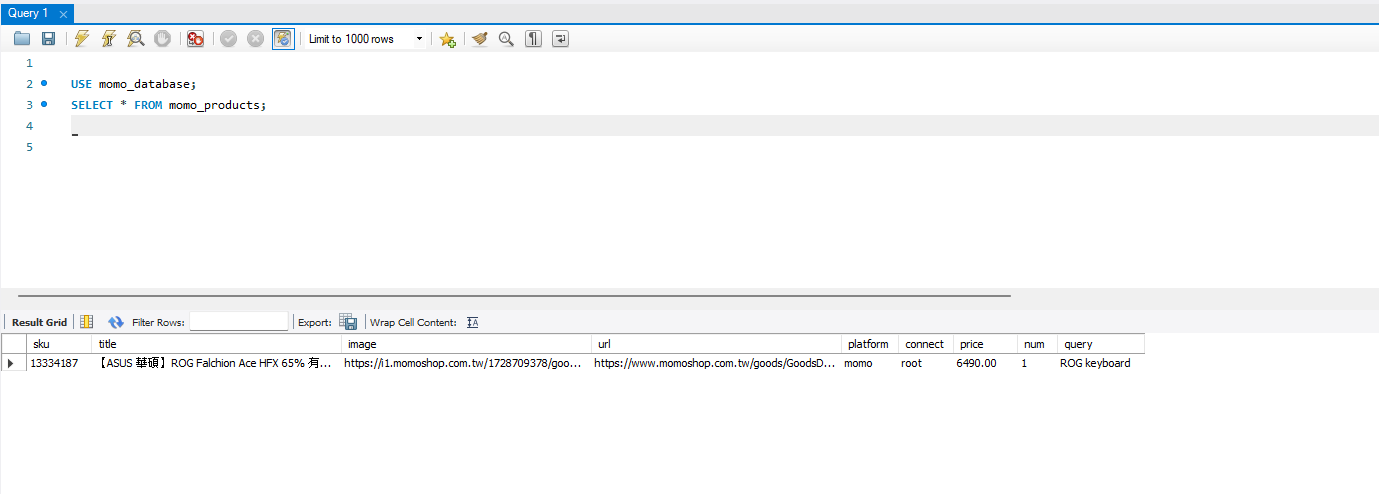 Query 1
Limit to 1000 rows
1
2 USE momo_database;
3 SELECT * FROM momo_products;
4
5
Result Grid Filter Rows: Export: Wrap Cell Content:
sku title image url platform connect price num query
13334187 【ASUS 華碩】ROG Falchion Ace HFX 65% 有... https://i1.momoshop.com.tw/1728709378/goo... https://www.momoshop.com.tw/goods/GoodsD... momo root 6490.00 1 ROG keyboard